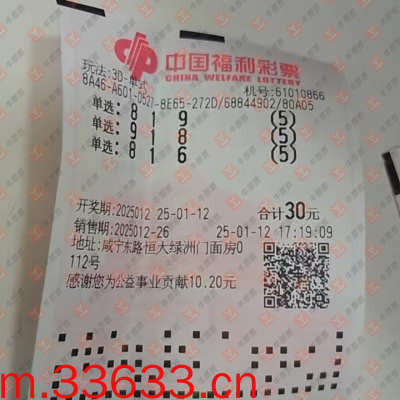 中国福利彩票
CHINA WELFARE LOTTERY
玩法:3D-单式
机号:61010866
8A46-A601-D527-8E65-272D/68844902/80A05
单选: 8 1 9 (5)
单选: 9 1 8 (5)
单选: 8 1 6 (5)
开奖期:2025012 25-01-12 合计30元
销售期:2025012-26 25-01-12 17:19:09
地址:咸宁东路恒大绿洲门面房0
112号
感谢您为公益事业贡献10.20元
m.33633.cn